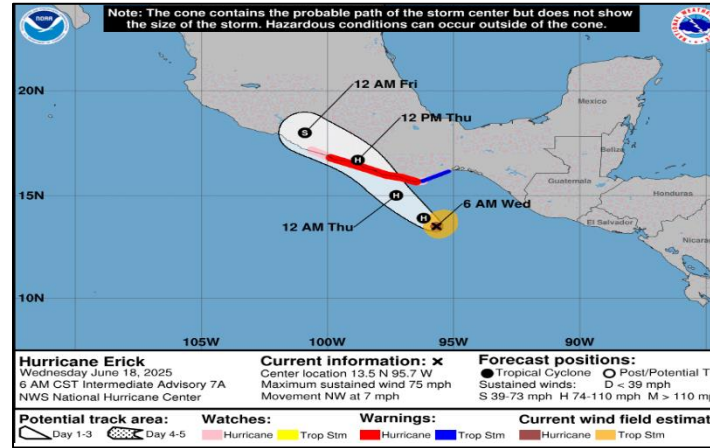 Note: The cone contains the probable path of the storm center but does not show
the size of the storm. Hazardous conditions can occur outside of the cone.
NOAA
20N
15N
10N
105W
100W
95W
12 AM Fri
12 PM Thu
12 AM Thu
6 AM Wed
S
H
H
H
Mexico
Belize
Guatemala
Honduras
El Salvador
Hurricane Erick
Wednesday June 18, 2025
6 AM CST Intermediate Advisory 7A
NWS National Hurricane Center
Current information: x
Center location 13.5 N 95.7 W
Maximum sustained wind 75 mph
Movement NW at 7 mph
Forecast positions:
Tropical Cyclone Post/Potential
Sustained winds: D < 39 mph
S 39-73 mph H 74-110 mph M > 110
Potential track area:
Day 1-3 Day 4-5
Watches:
Hurricane Trop Stm
Warnings:
Hurricane Trop Stm
Current wind field
Hurricane Trop Stm